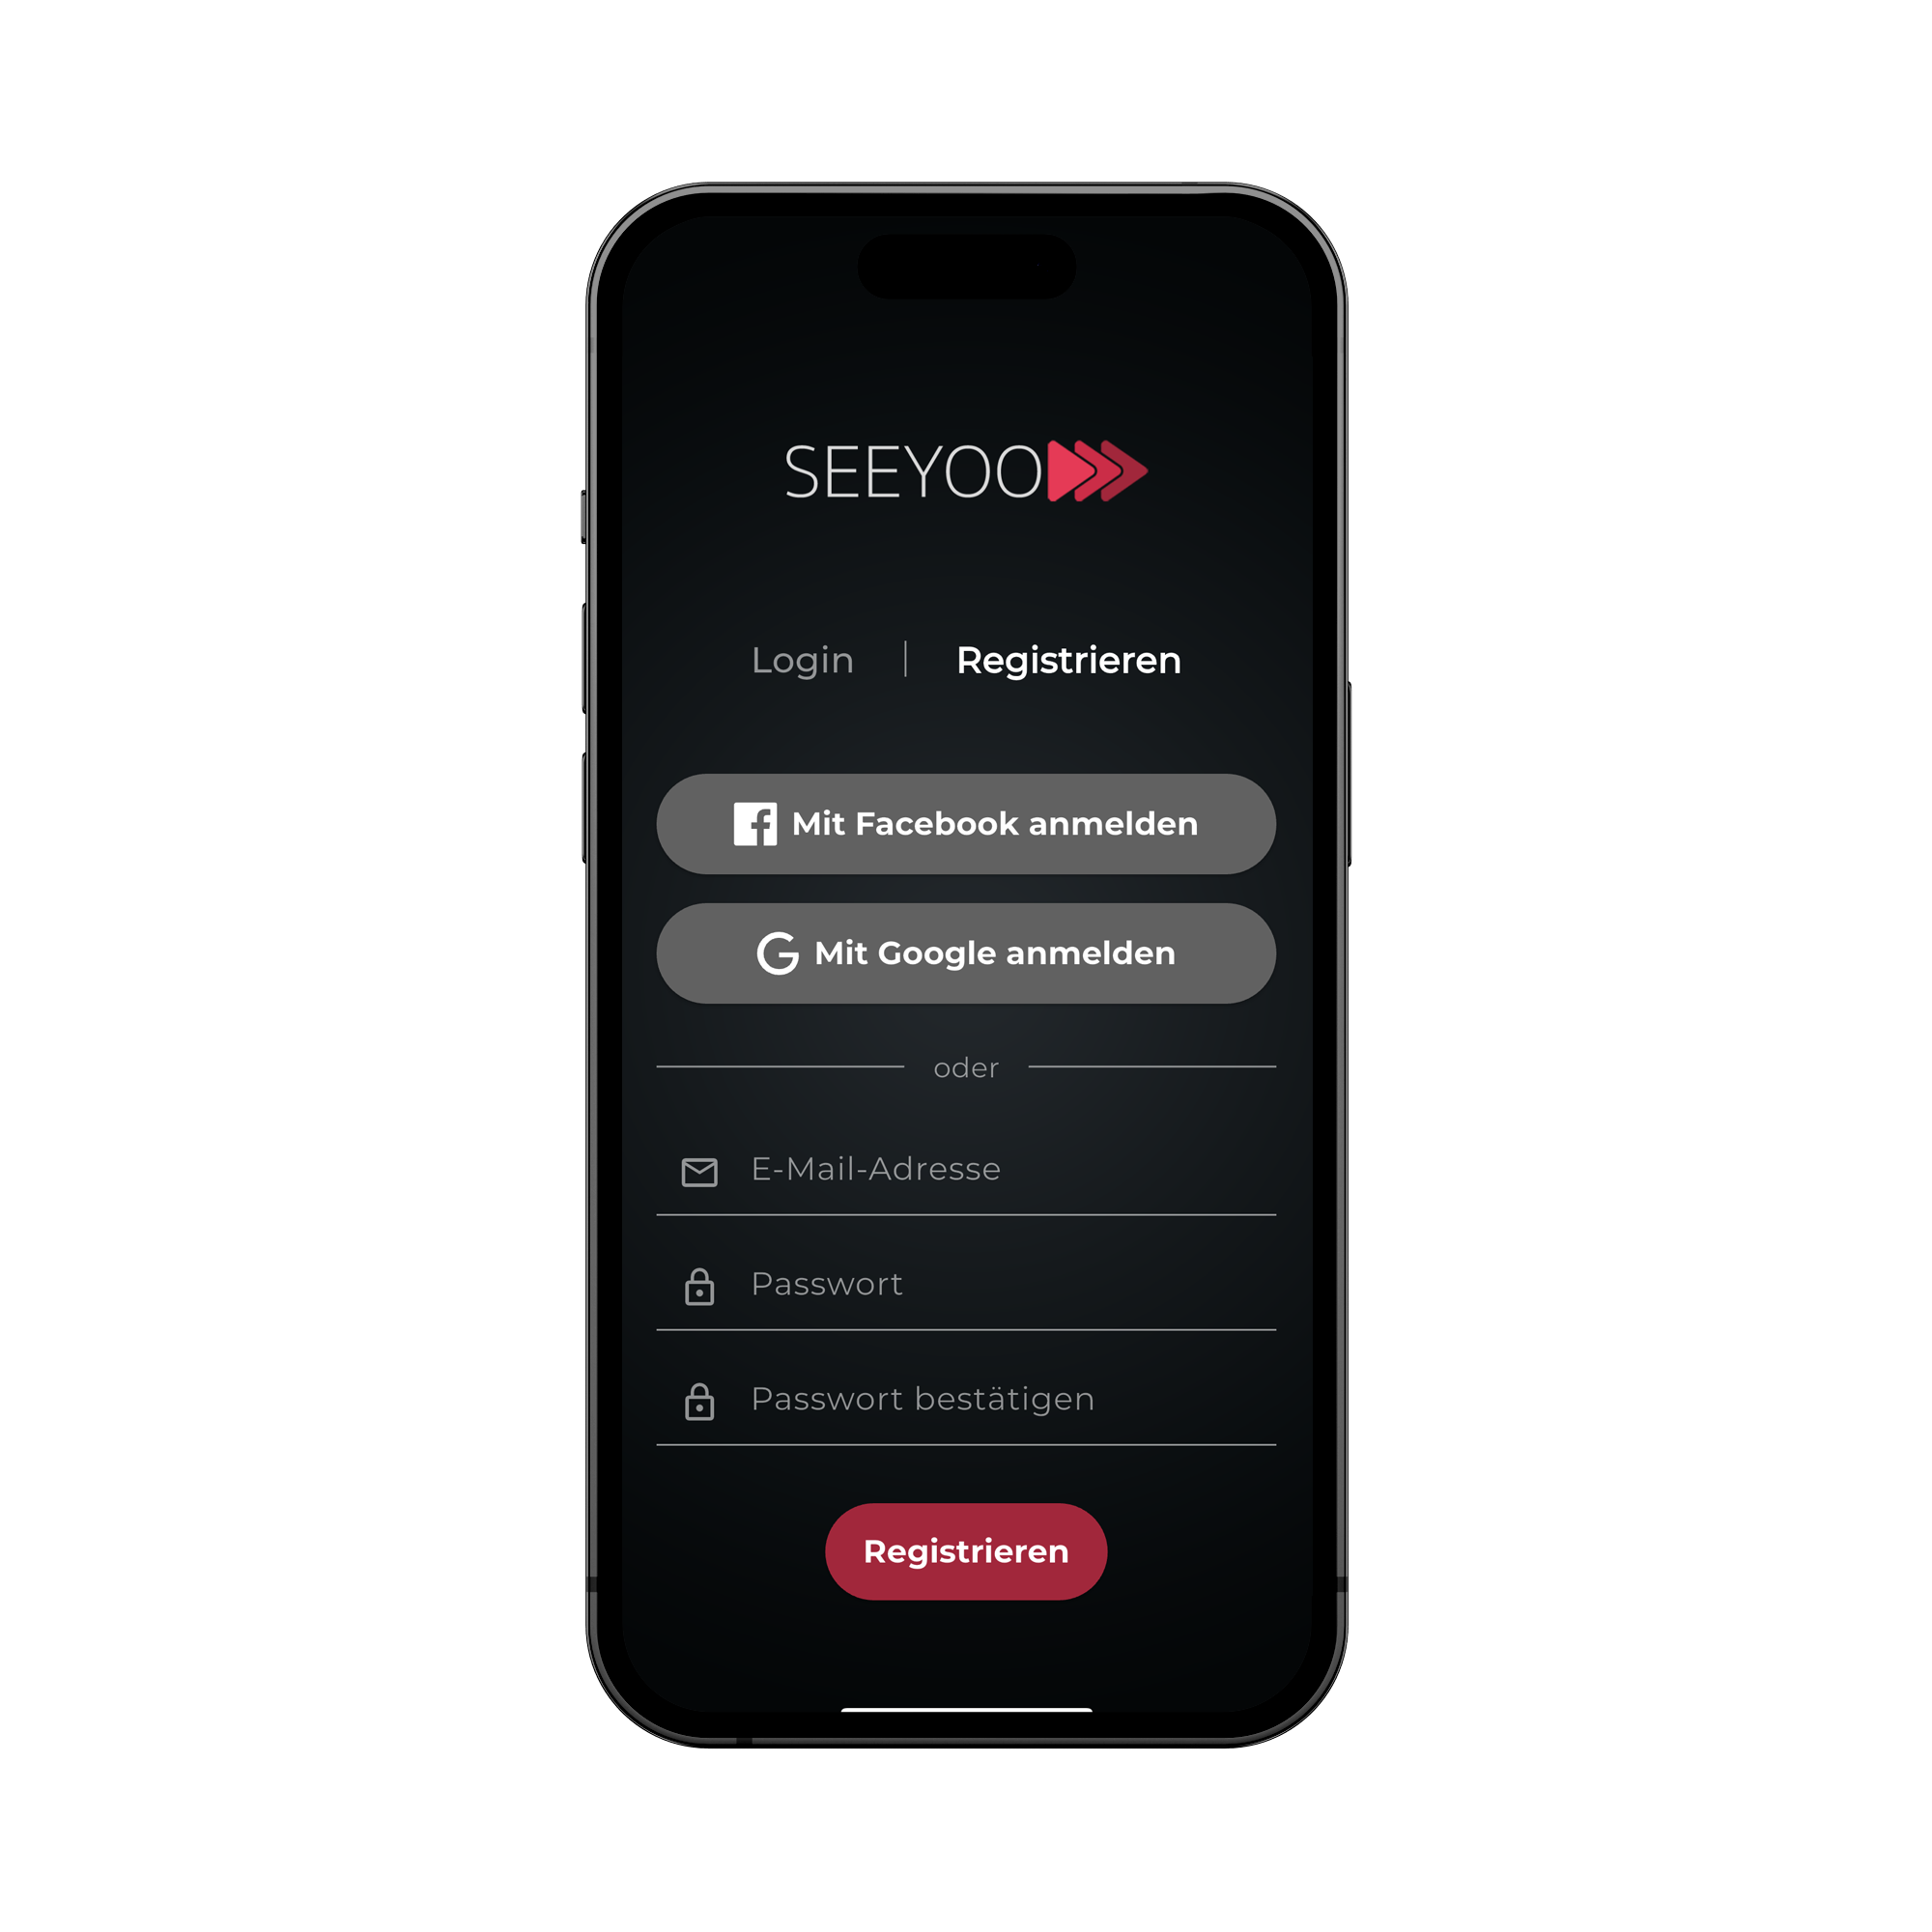 SEEYOO
Login | Registrieren
Mit Facebook anmelden
Mit Google anmelden
oder
E-Mail-Adresse
Passwort
Passwort bestätigen
Registrieren